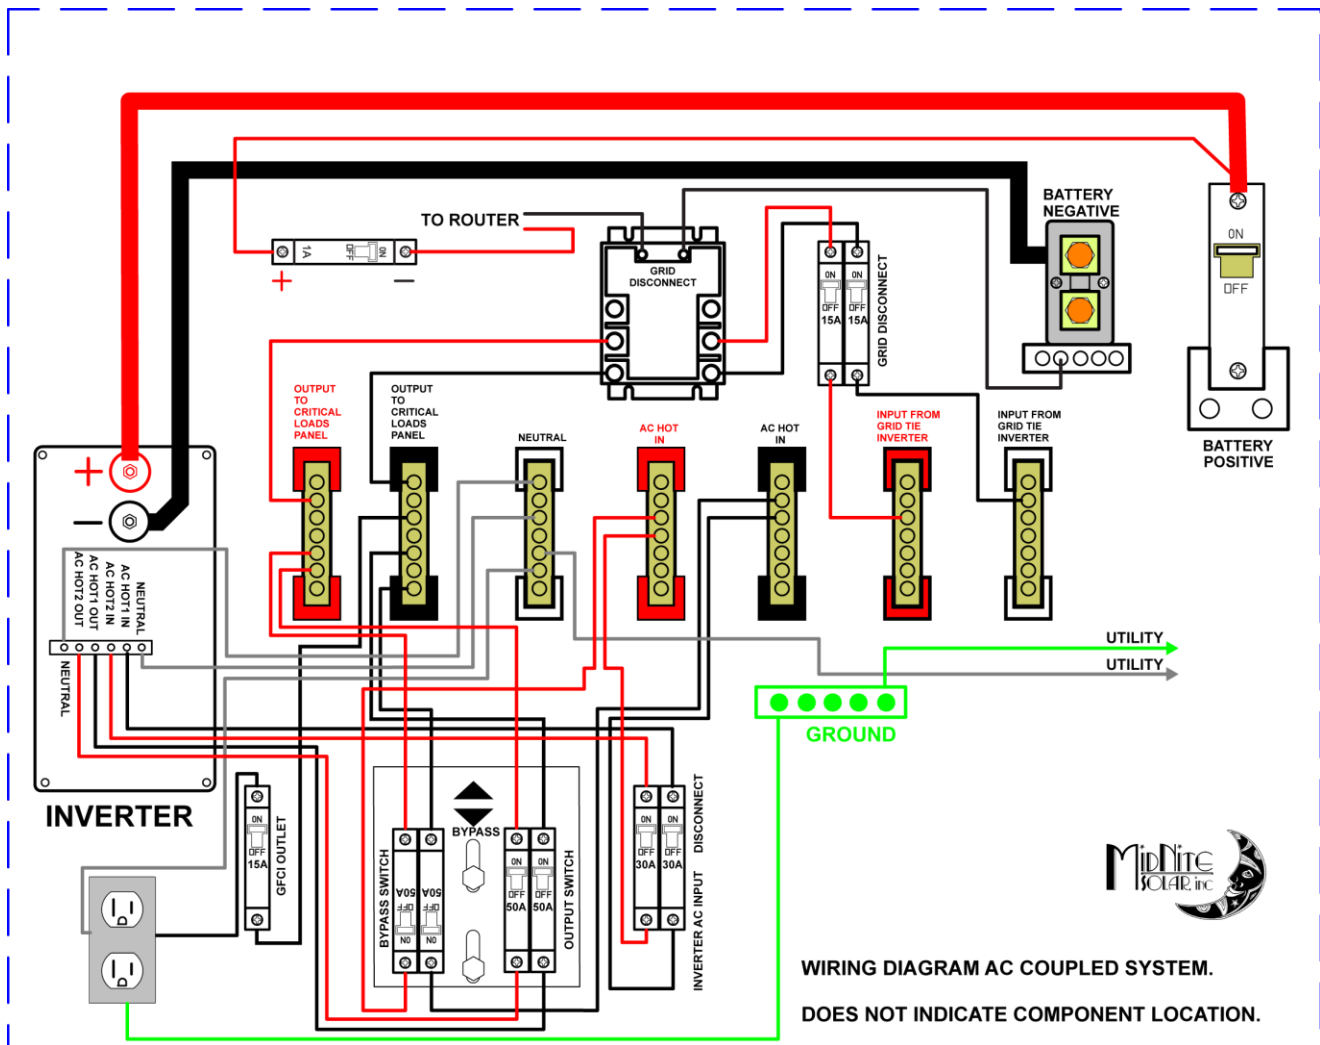 BATTERY
NEGATIVE
TO ROUTER
1A
OFF
ON
+
−
GRID
DISCONNECT
ON
OFF
15A
ON
OFF
15A
GRID DISCONNECT
ON
OFF
BATTERY
POSITIVE
OUTPUT
TO
CRITICAL
LOADS
PANEL
OUTPUT
TO
CRITICAL
LOADS
PANEL
NEUTRAL
AC HOT
IN
AC HOT
IN
INPUT FROM
GRID TIE
INVERTER
INPUT FROM
GRID TIE
INVERTER
+
−
NEUTRAL
AC HOT1 IN
AC HOT2 IN
AC HOT1 OUT
AC HOT2 OUT
NEUTRAL
INVERTER
UTILITY
UTILITY
GROUND
ON
OFF
15A
GFCI OUTLET
BYPASS
BYPASS SWITCH
50A
OFF
ON
50A
OFF
ON
ON
OFF
50A
ON
OFF
50A
OUTPUT SWITCH
ON
OFF
30A
ON
OFF
30A
INVERTER AC INPUT DISCONNECT
MIDNITE
SOLAR, inc
WIRING DIAGRAM AC COUPLED SYSTEM.
DOES NOT INDICATE COMPONENT LOCATION.